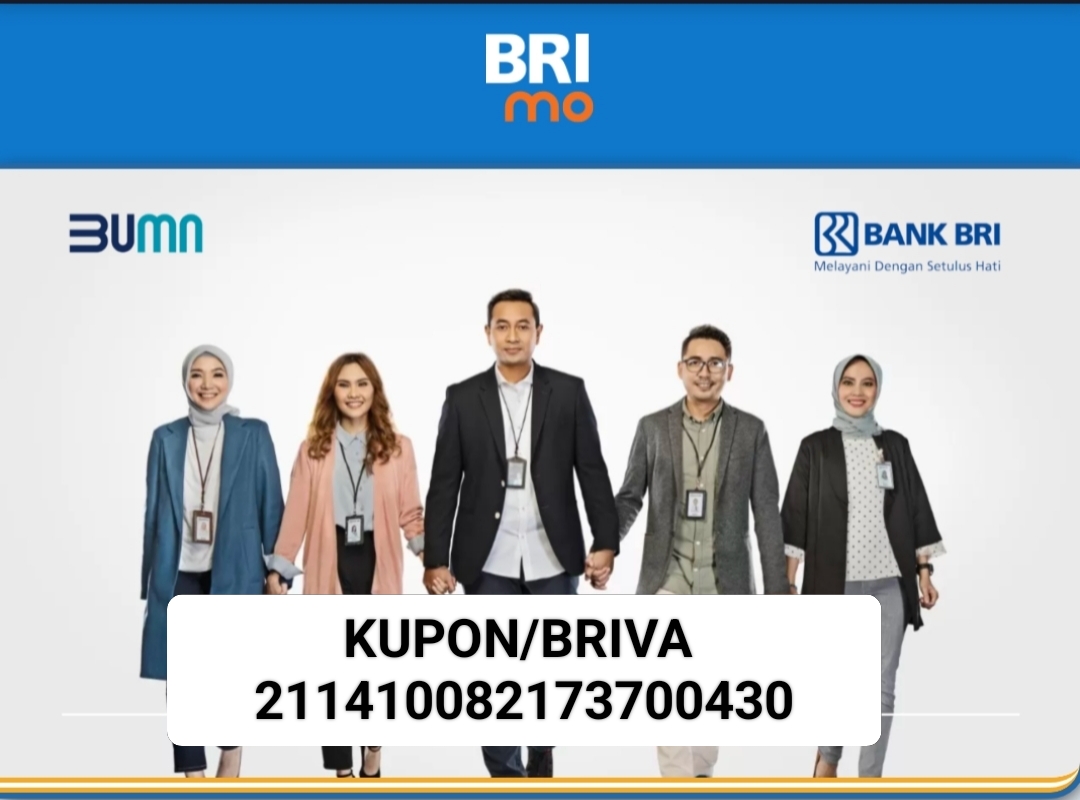 BRI
mo
BUMN
BANK BRI
Melayani Dengan Setulus Hati
KUPON/BRIVA
211410082173700430